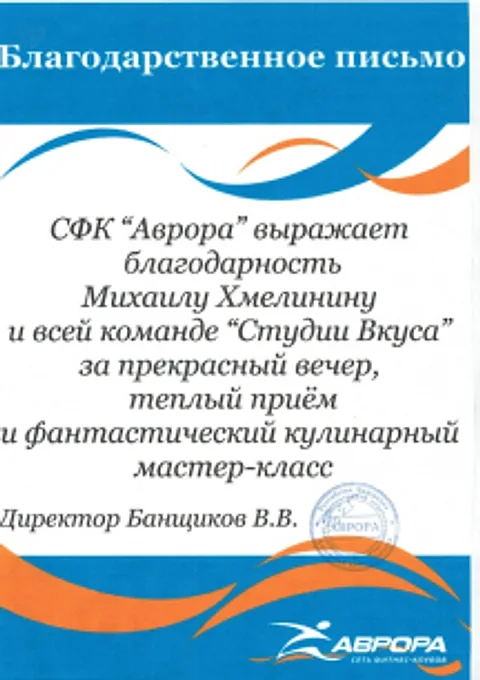 Благодарственное письмо
СФК “Аврора” выражает
благодарность
Михаилу Хмелинину
и всей команде “Студии Вкуса”
за прекрасный вечер,
теплый приём
и фантастический кулинарный
мастер-класс
Директор Банщиков В.В.
АВРОРА
АВРОРА
СЕТЬ ФИТНЕС-КЛУБОВ